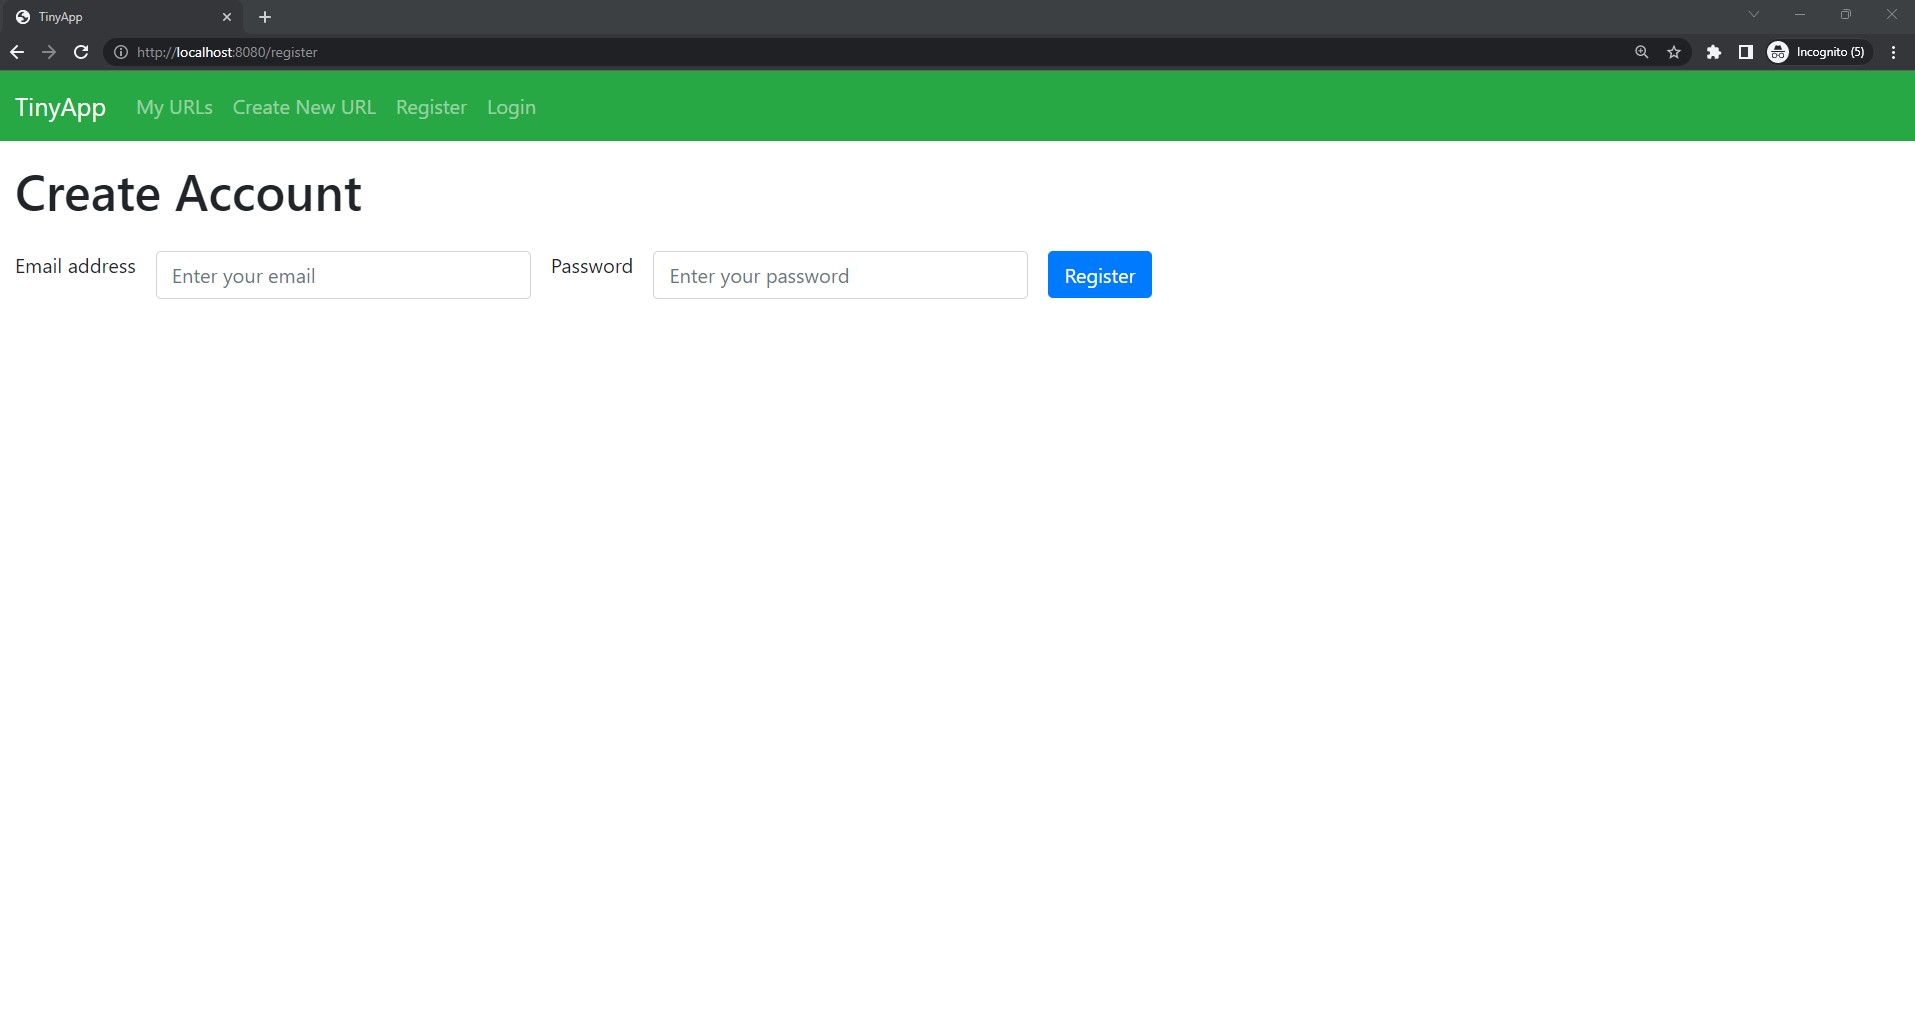 TinyApp
http://localhost:8080/register
Incognito (5)
TinyApp My URLs Create New URL Register Login
Create Account
Email address Enter your email Password Enter your password Register